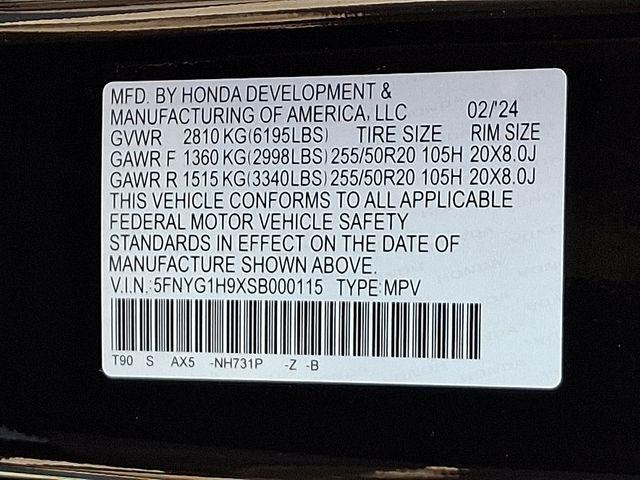 MFD. BY HONDA DEVELOPMENT &
MANUFACTURING OF AMERICA, LLC 02/'24
GVWR 2810 KG(6195LBS) TIRE SIZE RIM SIZE
GAWR F 1360 KG(2998LBS) 255/50R20 105H 20X8.0J
GAWR R 1515 KG(3340LBS) 255/50R20 105H 20X8.0J
THIS VEHICLE CONFORMS TO ALL APPLICABLE
FEDERAL MOTOR VEHICLE SAFETY
STANDARDS IN EFFECT ON THE DATE OF
MANUFACTURE SHOWN ABOVE.
V.I.N.:5FNYG1H9XSB000115 TYPE:MPV
T90 S AX5 -NH731P -Z -B